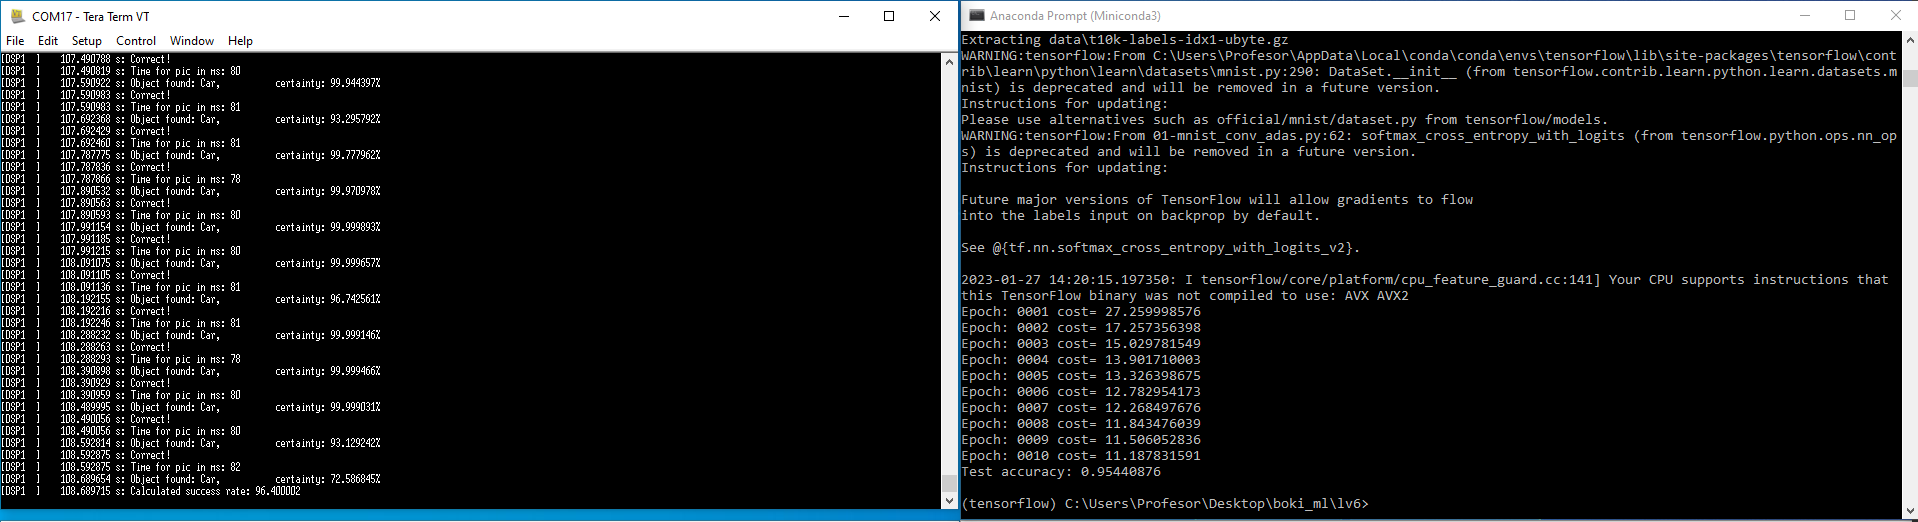 COM17 - Tera Term VT
File Edit Setup Control Window Help
[DSP1 ] 107.490788 s: Correct!
[DSP1 ] 107.490819 s: Time for pic in ms: 80
[DSP1 ] 107.590922 s: Object found: Car, certainty: 99.944397%
[DSP1 ] 107.590983 s: Correct!
[DSP1 ] 107.590983 s: Time for pic in ms: 81
[DSP1 ] 107.692368 s: Object found: Car, certainty: 93.295792%
[DSP1 ] 107.692429 s: Correct!
[DSP1 ] 107.692460 s: Time for pic in ms: 81
[DSP1 ] 107.787775 s: Object found: Car, certainty: 99.777962%
[DSP1 ] 107.787836 s: Correct!
[DSP1 ] 107.787866 s: Time for pic in ms: 78
[DSP1 ] 107.890532 s: Object found: Car, certainty: 99.970978%
[DSP1 ] 107.890563 s: Correct!
[DSP1 ] 107.890593 s: Time for pic in ms: 80
[DSP1 ] 107.991154 s: Object found: Car, certainty: 99.999893%
[DSP1 ] 107.991185 s: Correct!
[DSP1 ] 107.991215 s: Time for pic in ms: 80
[DSP1 ] 108.091075 s: Object found: Car, certainty: 99.999657%
[DSP1 ] 108.091105 s: Correct!
[DSP1 ] 108.091136 s: Time for pic in ms: 81
[DSP1 ] 108.192155 s: Object found: Car, certainty: 96.742561%
[DSP1 ] 108.192216 s: Correct!
[DSP1 ] 108.192246 s: Time for pic in ms: 81
[DSP1 ] 108.288232 s: Object found: Car, certainty: 99.999146%
[DSP1 ] 108.288263 s: Correct!
[DSP1 ] 108.288293 s: Time for pic in ms: 78
[DSP1 ] 108.390898 s: Object found: Car, certainty: 99.999466%
[DSP1 ] 108.390929 s: Correct!
[DSP1 ] 108.390959 s: Time for pic in ms: 80
[DSP1 ] 108.489995 s: Object found: Car, certainty: 99.999031%
[DSP1 ] 108.490056 s: Correct!
[DSP1 ] 108.490056 s: Time for pic in ms: 80
[DSP1 ] 108.592814 s: Object found: Car, certainty: 93.129242%
[DSP1 ] 108.592875 s: Correct!
[DSP1 ] 108.592875 s: Time for pic in ms: 82
[DSP1 ] 108.689654 s: Object found: Car, certainty: 72.586845%
[DSP1 ] 108.689715 s: Calculated success rate: 96.400002
Anaconda Prompt (Miniconda3)
Extracting data\t10k-labels-idx1-ubyte.gz
WARNING:tensorflow:From C:\Users\Profesor\AppData\Local\conda\conda\envs\tensorflow\lib\site-packages\tensorflow\cont
rib\learn\python\learn\datasets\mnist.py:290: DataSet.__init__ (from tensorflow.contrib.learn.python.learn.datasets.m
nist) is deprecated and will be removed in a future version.
Instructions for updating:
Please use alternatives such as official/mnist/dataset.py from tensorflow/models.
WARNING:tensorflow:From 01-mnist_conv_adas.py:62: softmax_cross_entropy_with_logits (from tensorflow.python.ops.nn_op
s) is deprecated and will be removed in a future version.
Instructions for updating:
Future major versions of TensorFlow will allow gradients to flow
into the labels input on backprop by default.
See @{tf.nn.softmax_cross_entropy_with_logits_v2}.
2023-01-27 14:20:15.197350: I tensorflow/core/platform/cpu_feature_guard.cc:141] Your CPU supports instructions that
this TensorFlow binary was not compiled to use: AVX AVX2
Epoch: 0001 cost= 27.259998576
Epoch: 0002 cost= 17.257356398
Epoch: 0003 cost= 15.029781549
Epoch: 0004 cost= 13.901710003
Epoch: 0005 cost= 13.326398675
Epoch: 0006 cost= 12.782954173
Epoch: 0007 cost= 12.268497676
Epoch: 0008 cost= 11.843476039
Epoch: 0009 cost= 11.506052836
Epoch: 0010 cost= 11.187831591
Test accuracy: 0.95440876
(tensorflow) C:\Users\Profesor\Desktop\boki_ml\lv6>